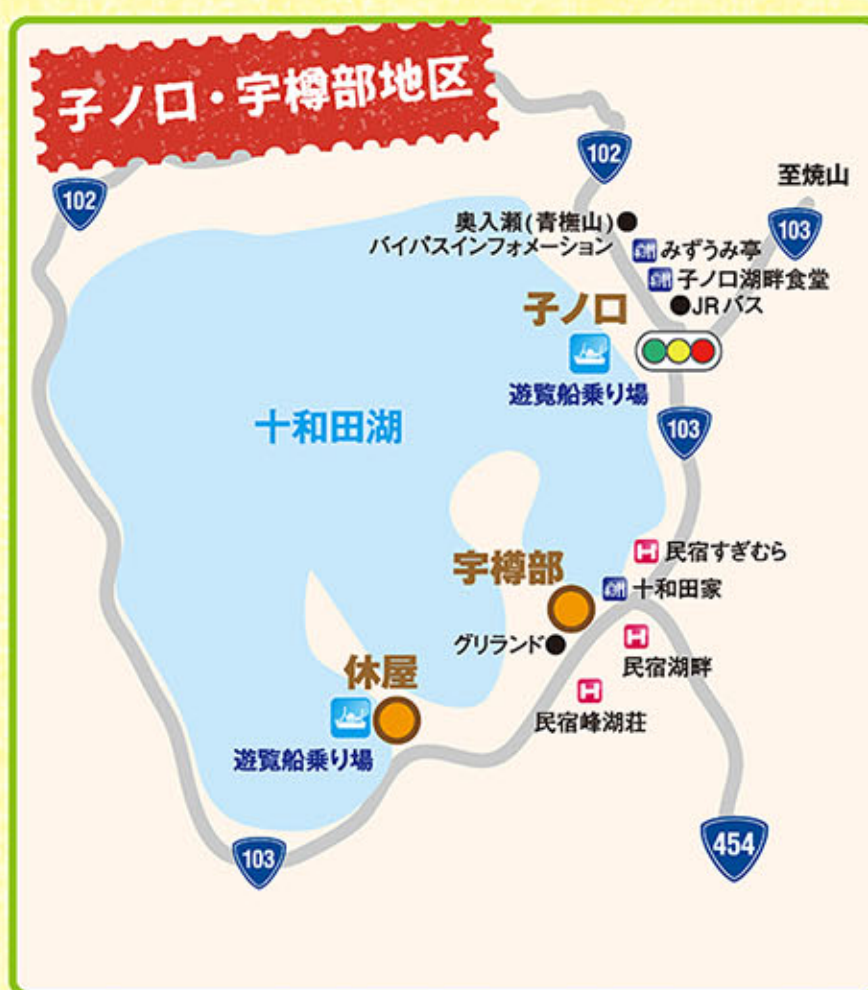 子ノ口・宇樽部地区
102
102
至焼山
103
奥入瀬(青橅山)
バイパスインフォメーション
みずうみ亭
子ノ口湖畔食堂
JRバス
子ノ口
遊覧船乗り場
十和田湖
103
民宿すぎむら
宇樽部
十和田家
グリランド
民宿湖畔
休屋
民宿峰湖荘
遊覧船乗り場
103
454